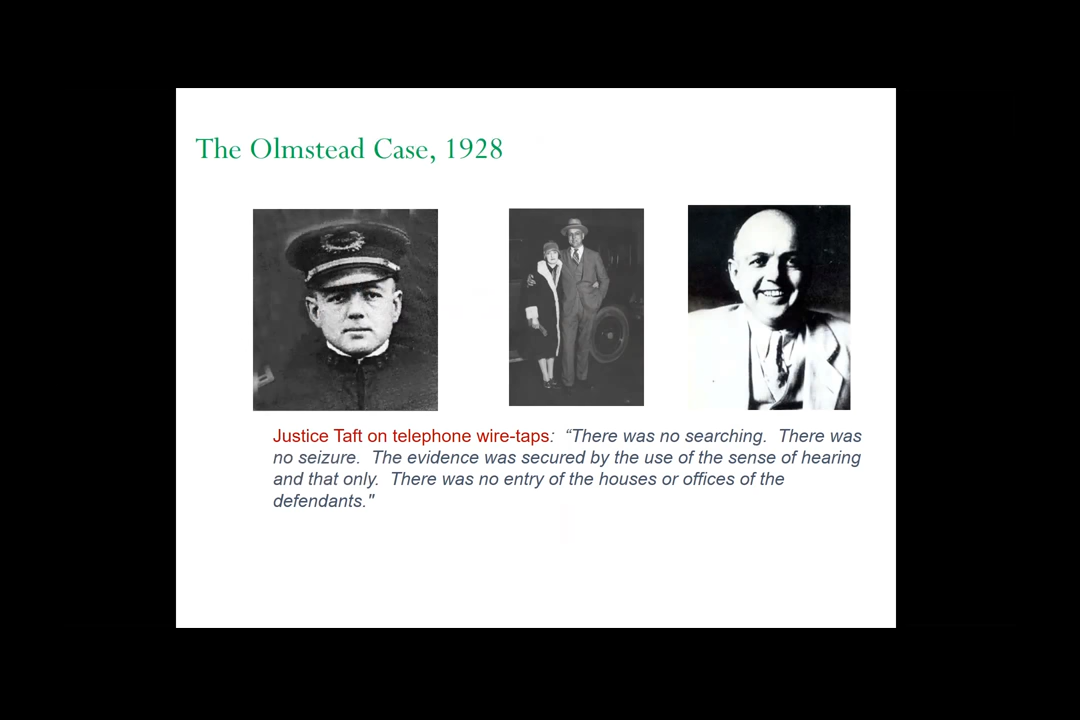 The Olmstead Case, 1928
Justice Taft on telephone wire-taps:  “There was no searching.  There was
no seizure.  The evidence was secured by the use of the sense of hearing
and that only.  There was no entry of the houses or offices of the
defendants."